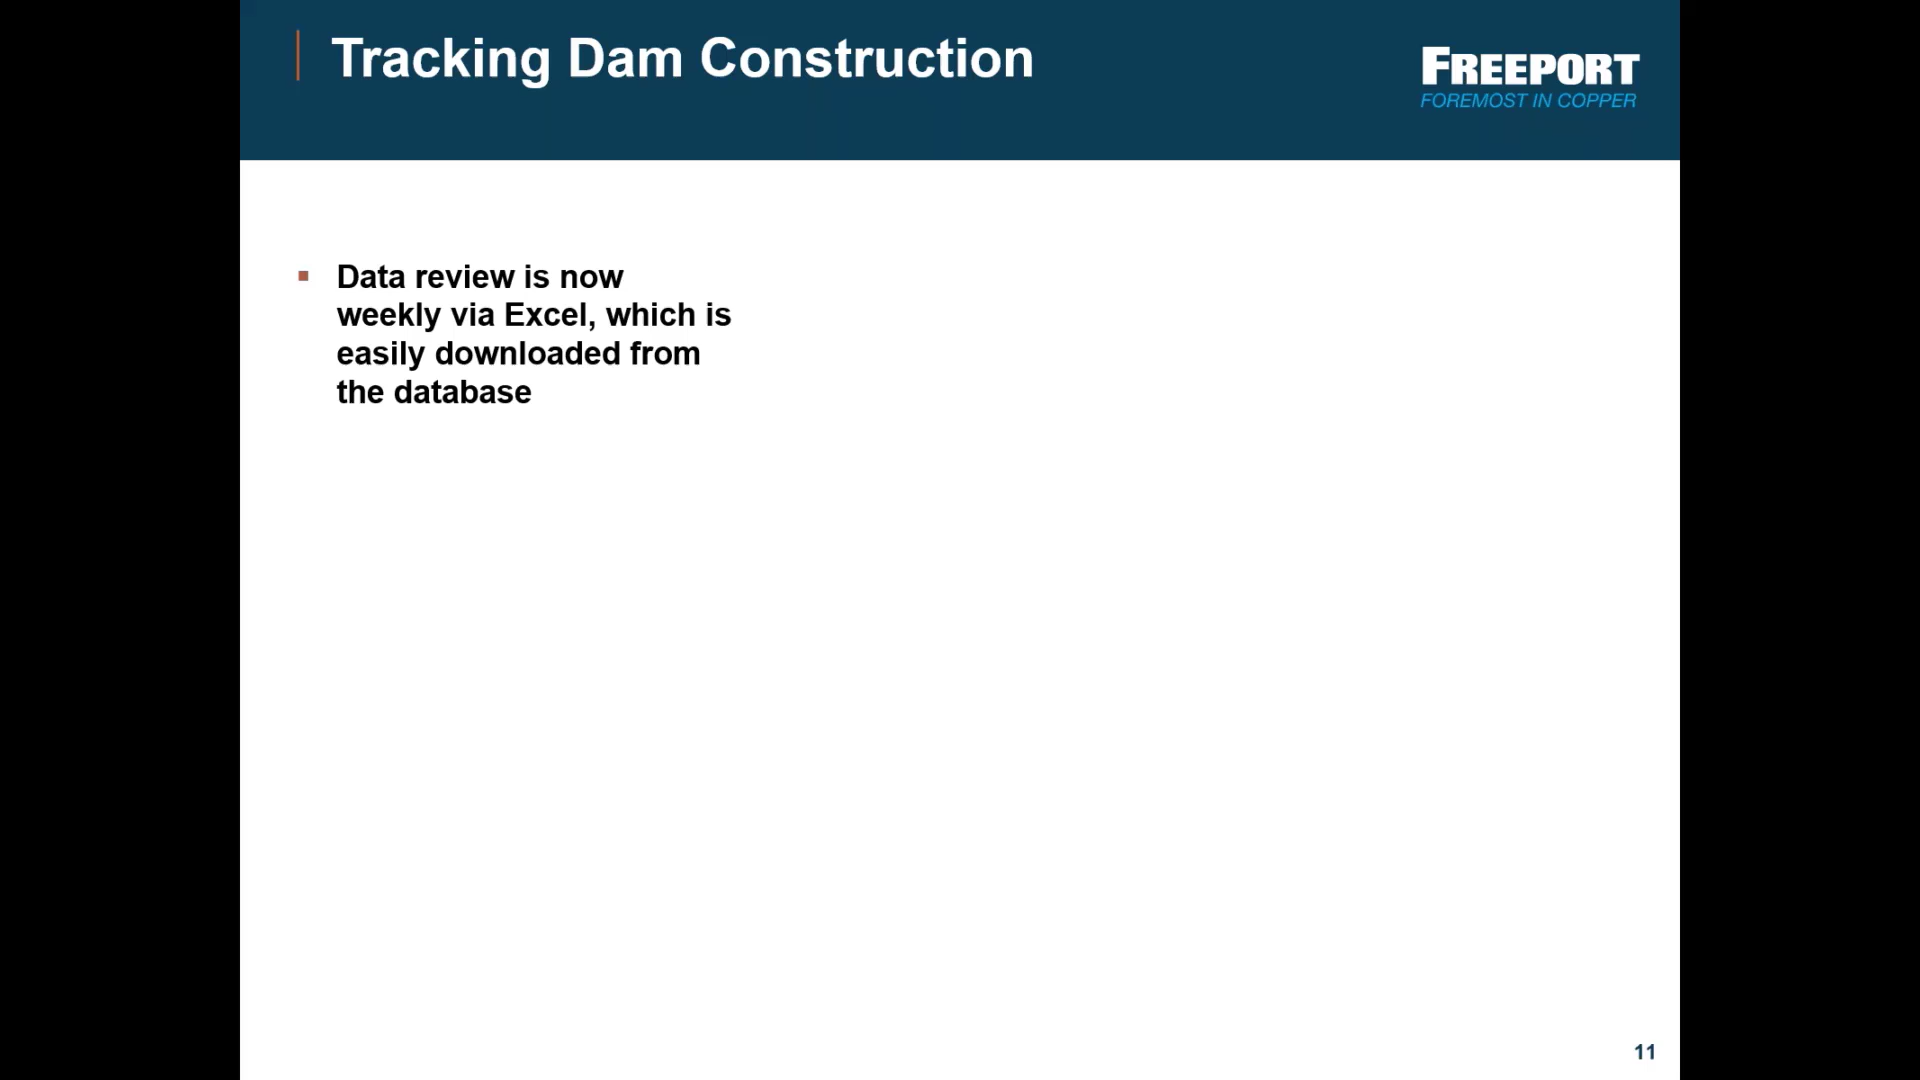 Tracking Dam Construction
FREEPORT
FOREMOST IN COPPER
Data review is now
weekly via Excel, which is
easily downloaded from
the database
11